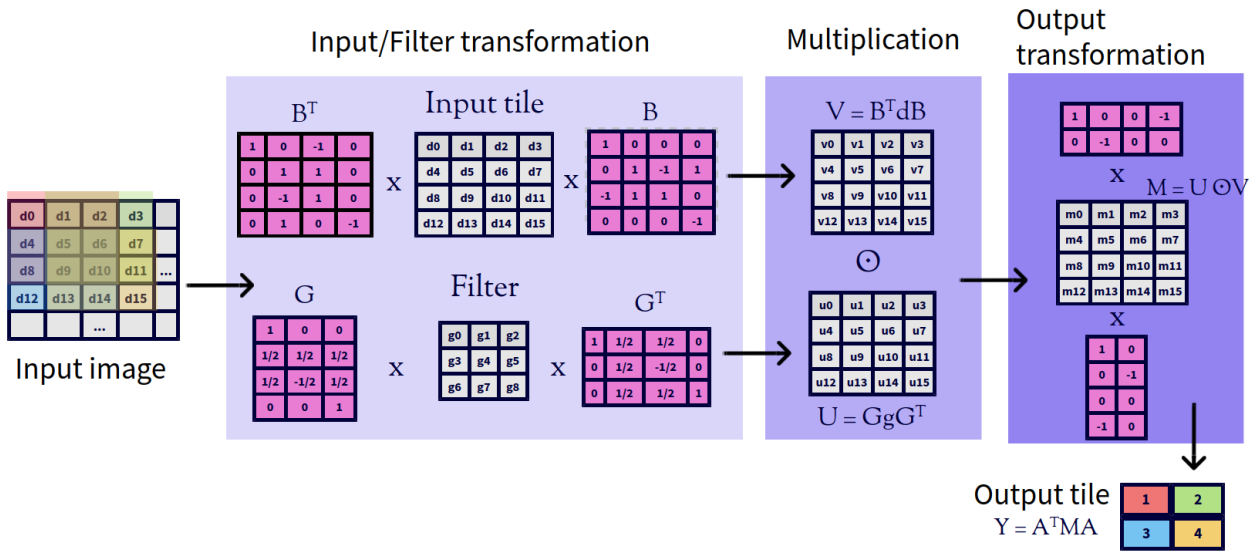 Input/Filter transformation
Multiplication
Output
transformation
Bᵀ
Input tile
B
1 0 -1 0
0 1 1 0
0 -1 1 0
0 1 0 -1
x
d0 d1 d2 d3
d4 d5 d6 d7
d8 d9 d10 d11
d12 d13 d14 d15
x
1 0 0 0
0 1 -1 1
-1 1 1 0
0 0 0 -1
d0 d1 d2 d3
d4 d5 d6 d7
d8 d9 d10 d11 ...
d12 d13 d14 d15
...
Input image
G
Filter
Gᵀ
1 0 0
1/2 1/2 1/2
1/2 -1/2 1/2
0 0 1
x
g0 g1 g2
g3 g4 g5
g6 g7 g8
x
1 1/2 1/2 0
0 1/2 -1/2 0
0 1/2 1/2 1
V = BᵀdB
v0 v1 v2 v3
v4 v5 v6 v7
v8 v9 v10 v11
v12 v13 v14 v15
⊙
u0 u1 u2 u3
u4 u5 u6 u7
u8 u9 u10 u11
u12 u13 u14 u15
U = GgGᵀ
1 0 0 -1
0 -1 0 0
x
M = U ⊙V
m0 m1 m2 m3
m4 m5 m6 m7
m8 m9 m10 m11
m12 m13 m14 m15
x
1 0
0 -1
0 0
-1 0
Output tile
Y = AᵀMA
1 2
3 4